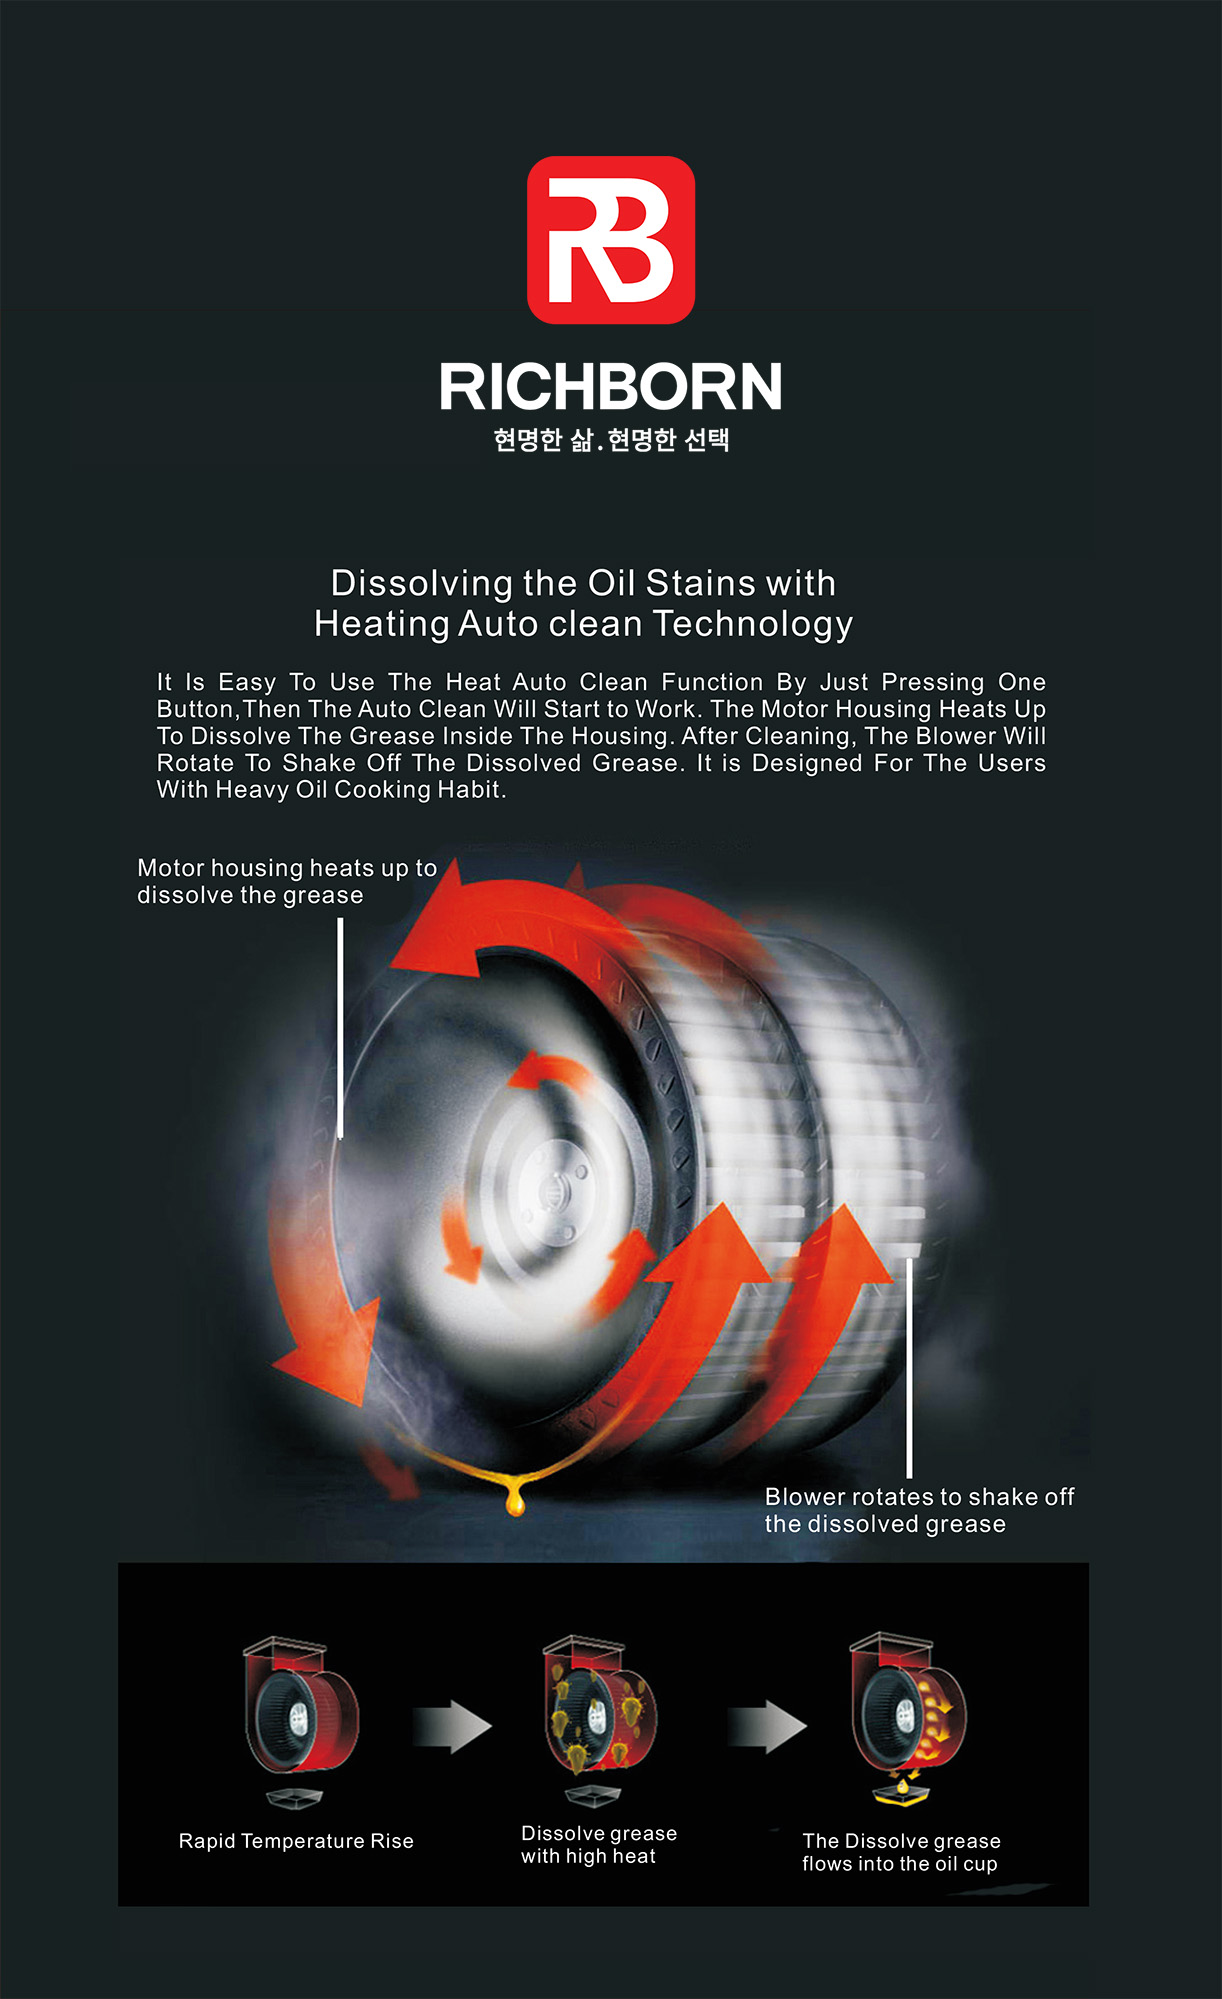 RB
RICHBORN
현명한 삶.현명한 선택
Dissolving the Oil Stains with
Heating Auto clean Technology
It Is Easy To Use The Heat Auto Clean Function By Just Pressing One
Button,Then The Auto Clean Will Start to Work. The Motor Housing Heats Up
To Dissolve The Grease Inside The Housing. After Cleaning, The Blower Will
Rotate To Shake Off The Dissolved Grease. It is Designed For The Users
With Heavy Oil Cooking Habit.
Motor housing heats up to
dissolve the grease
Blower rotates to shake off
the dissolved grease
Rapid Temperature Rise
Dissolve grease
with high heat
The Dissolve grease
flows into the oil cup